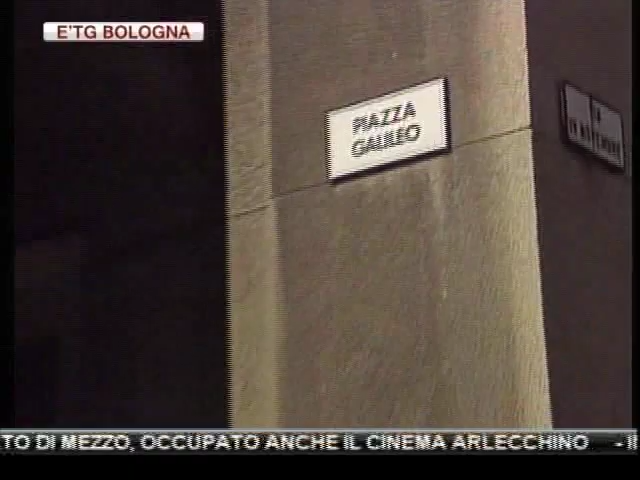 E'TG BOLOGNA
PIAZZA
GALILEO
TO DI MEZZO, OCCUPATO ANCHE IL CINEMA ARLECCHINO -